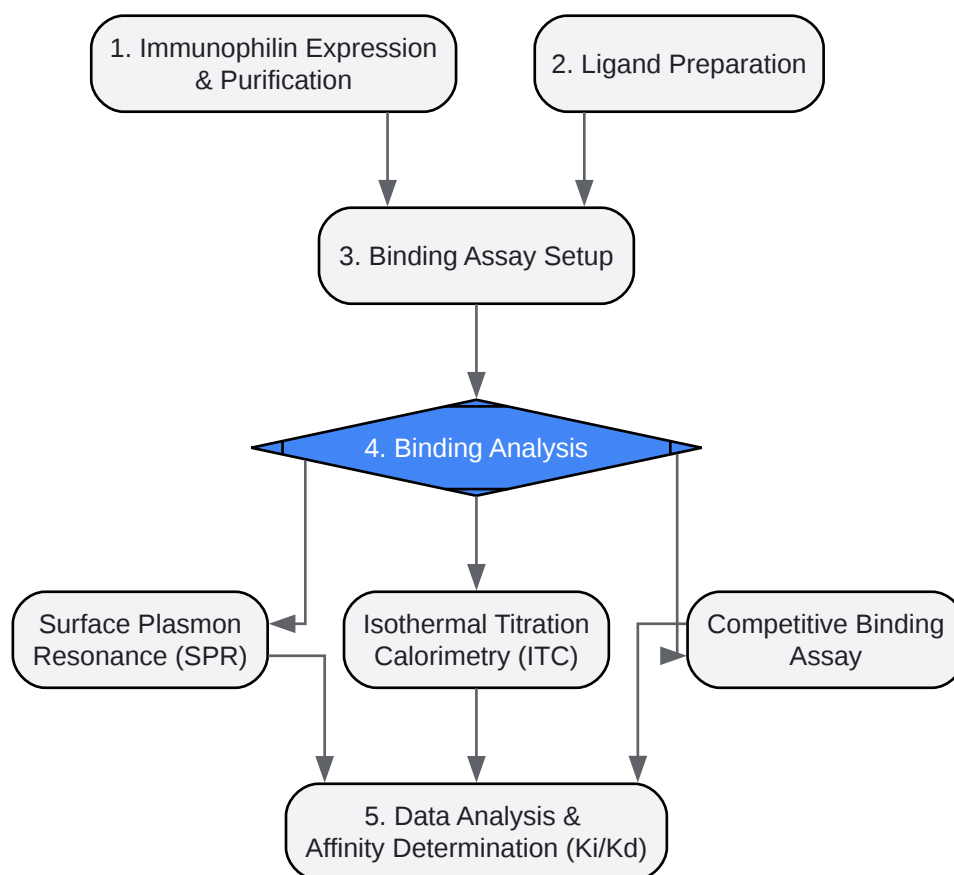 1. Immunophilin Expression
& Purification
2. Ligand Preparation
3. Binding Assay Setup
4. Binding Analysis
Surface Plasmon
Resonance (SPR)
Isothermal Titration
Calorimetry (ITC)
Competitive Binding
Assay
5. Data Analysis &
Affinity Determination (Ki/Kd)